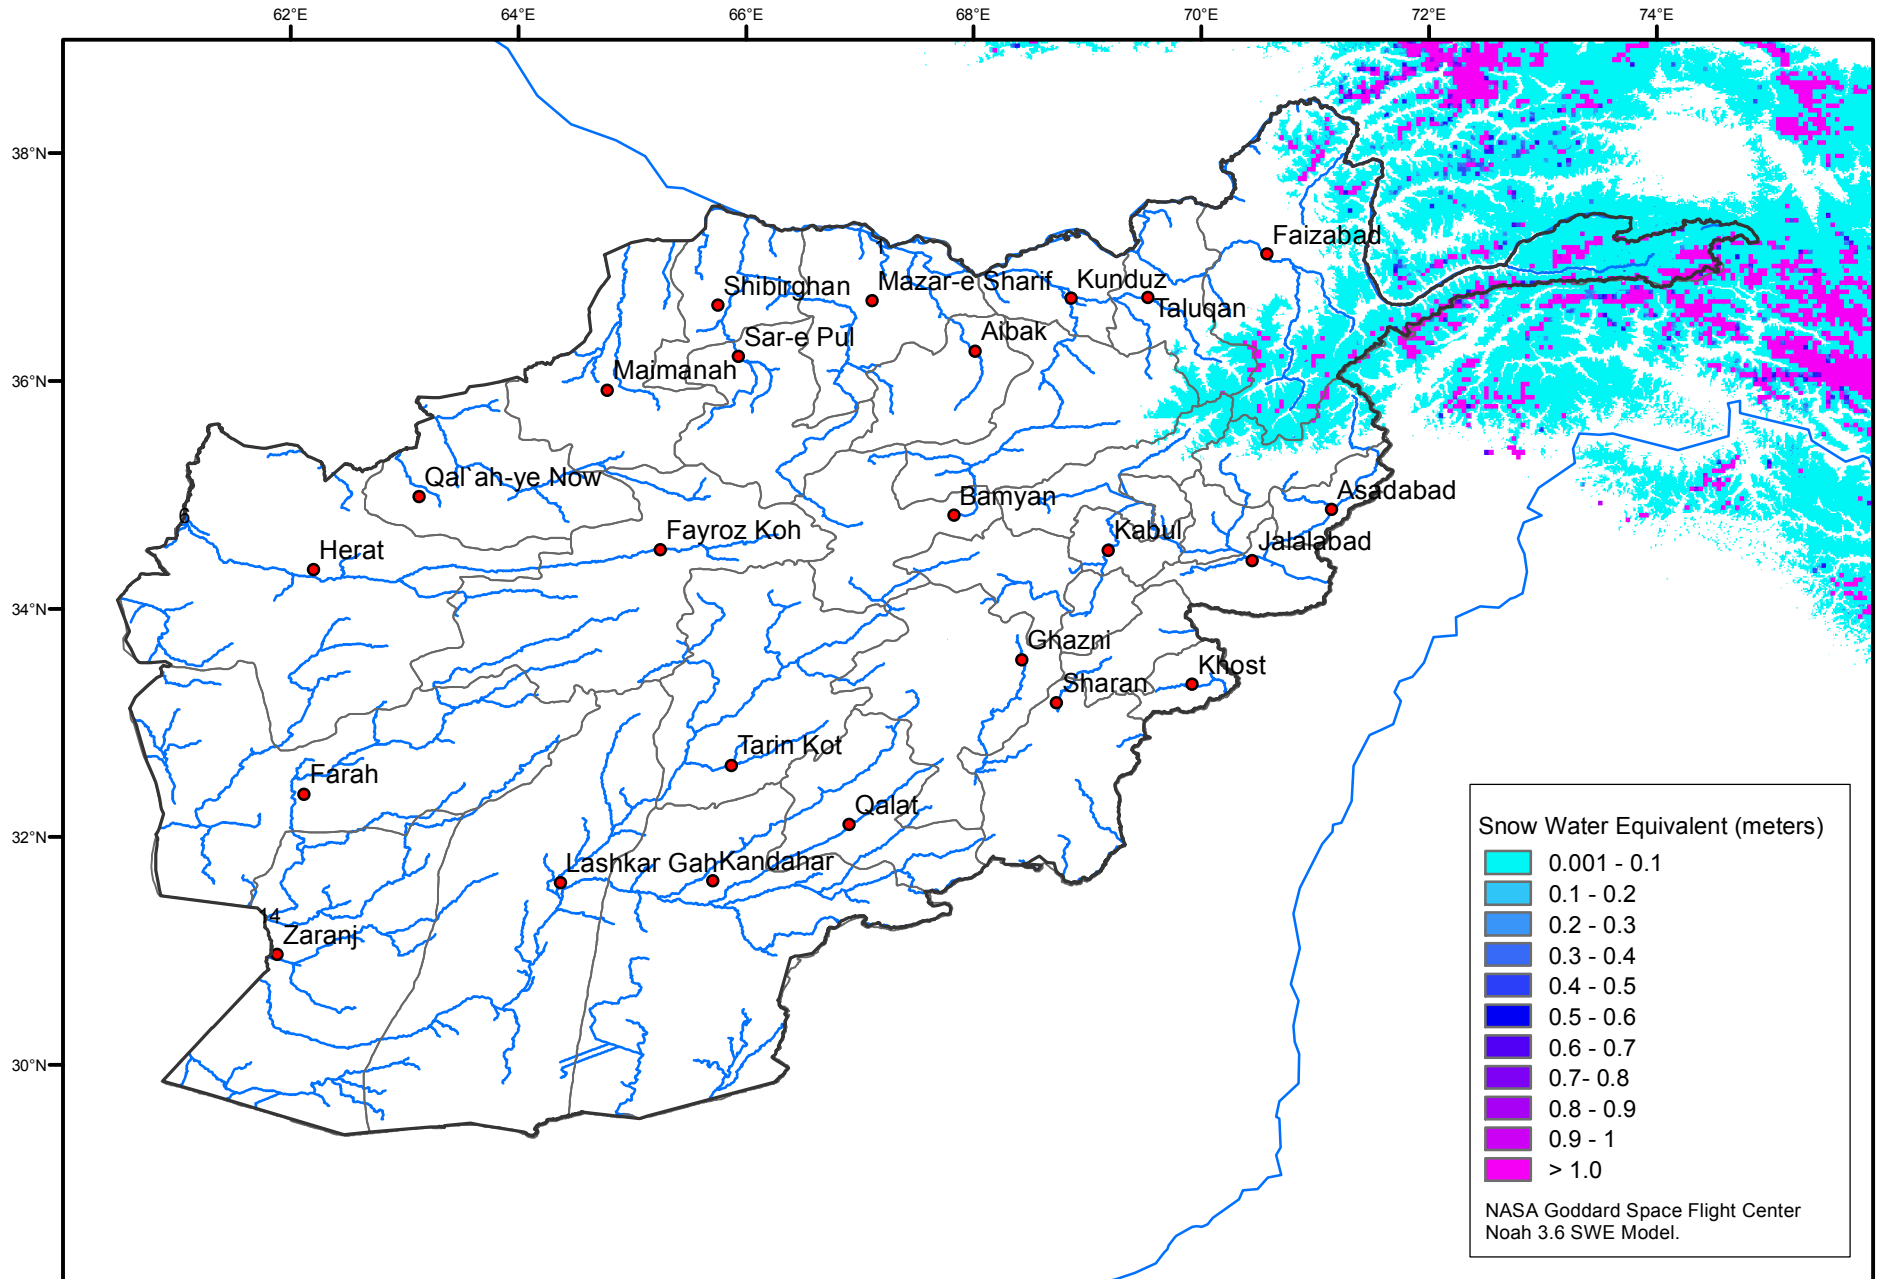 62°E 64°E 66°E 68°E 70°E 72°E 74°E
38°N
Faizabad
1
Shibirghan
Mazar-e Sharif
Kunduz
Taluqan
Sar-e Pul
Aibak
36°N
Maimanah
Qal`ah-ye Now
Bamyan
Asadabad
6
Fayroz Koh
Kabul
Herat
Jalalabad
34°N
Ghazni
Khost
Sharan
Tarin Kot
Farah
Qalat
32°N
Lashkar Gah
Kandahar
14
Zaranj
30°N
Snow Water Equivalent (meters)
0.001 - 0.1
0.1 - 0.2
0.2 - 0.3
0.3 - 0.4
0.4 - 0.5
0.5 - 0.6
0.6 - 0.7
0.7- 0.8
0.8 - 0.9
0.9 - 1
> 1.0
NASA Goddard Space Flight Center
Noah 3.6 SWE Model.